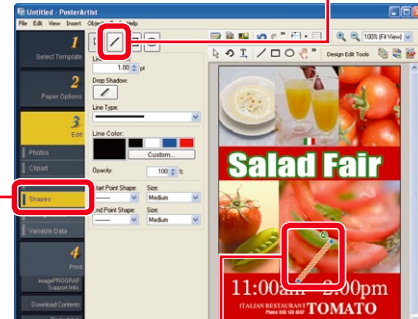 Untitled - PosterArtist
File Edit View Insert Object
1
Select Template
2
Paper Options
3
Edit
Photos
Clipart
Shapes
Variable Data
4
Print
imagePROGRAF
Support Info.
Download Contents
1.00 pt
Drop Shadow:
Line Type:
Line Color:
Custom...
Opacity:
100 %
Start Point Shape: Size:
Medium
End Point Shape: Size:
Medium
100% (Fit View)
Design Edit Tools
Salad Fair
11:00am 2:00pm
ITALIAN RESTAURANT TOMATO